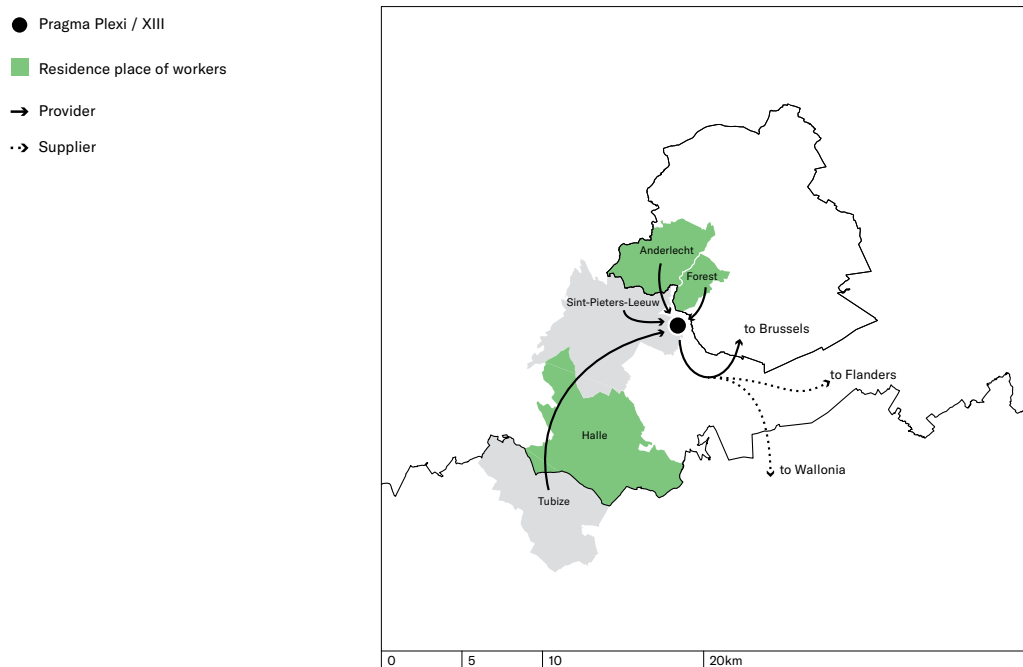 Pragma Plexi / XIII
Residence place of workers
Provider
Supplier
Anderlecht
Forest
Sint-Pieters-Leeuw
to Brussels
to Flanders
Halle
to Wallonia
Tubize
0
5
10
20km